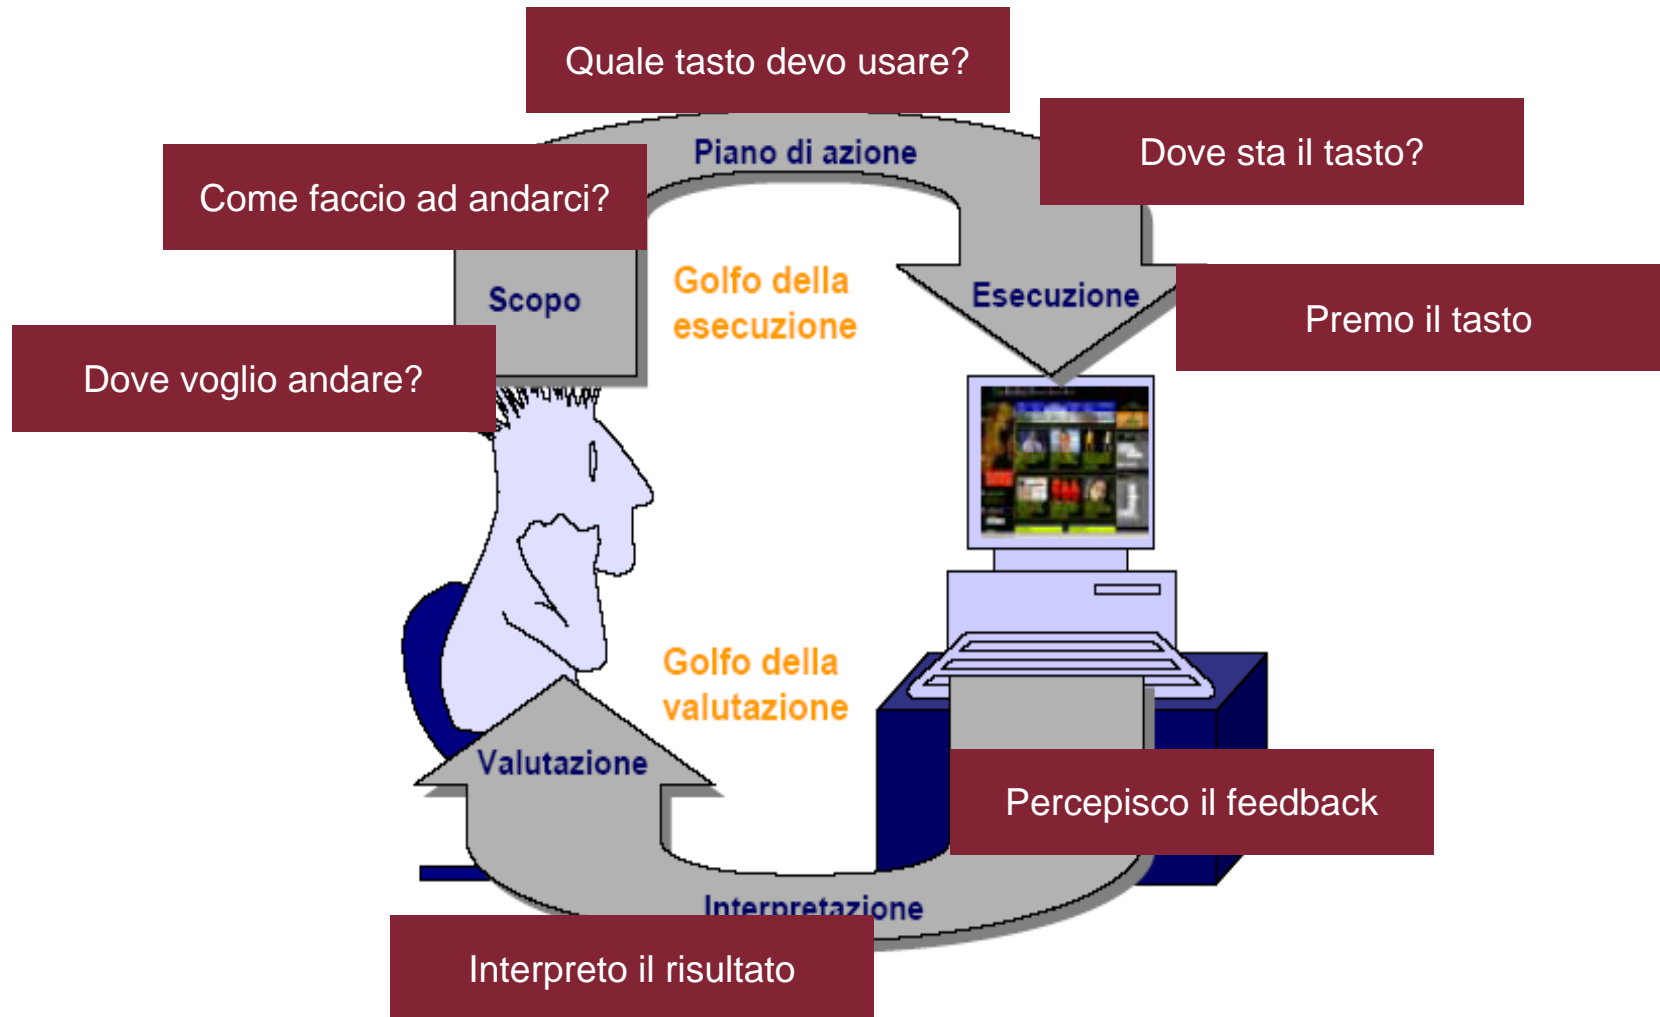 Quale tasto devo usare?
Dove sta il tasto?
Piano di azione
Come faccio ad andarci?
Golfo della
esecuzione
Scopo
Esecuzione
Premo il tasto
Dove voglio andare?
Golfo della
valutazione
Valutazione
Percepisco il feedback
Interpretazione
Interpreto il risultato